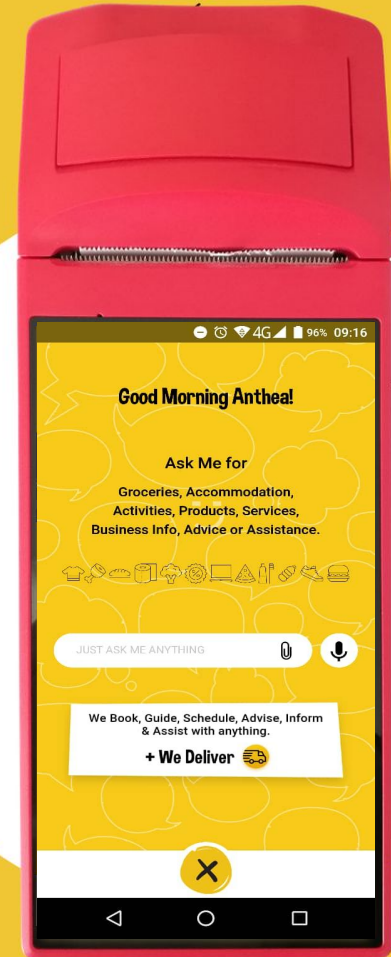 4G 96% 09:16
Good Morning Anthea!
Ask Me for
Groceries, Accommodation,
Activities, Products, Services,
Business Info, Advice or Assistance.
JUST ASK ME ANYTHING
We Book, Guide, Schedule, Advise, Inform
& Assist with anything.
+ We Deliver